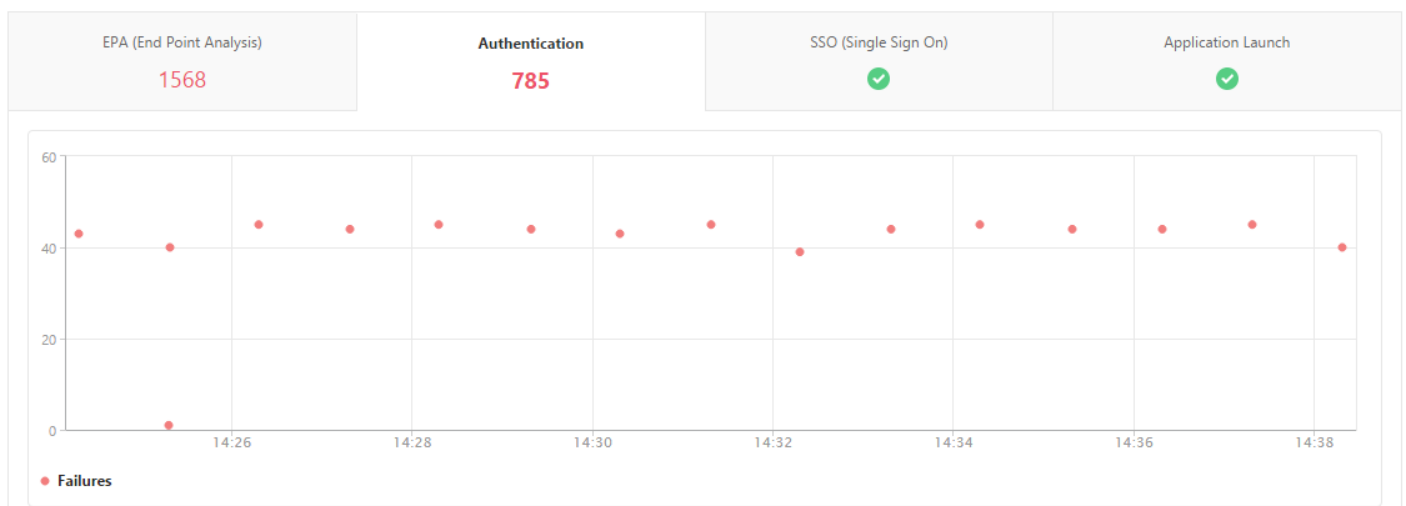 EPA (End Point Analysis)
1568
Authentication
785
SSO (Single Sign On)
Application Launch
60
40
20
0
14:26 14:28 14:30 14:32 14:34 14:36 14:38
Failures